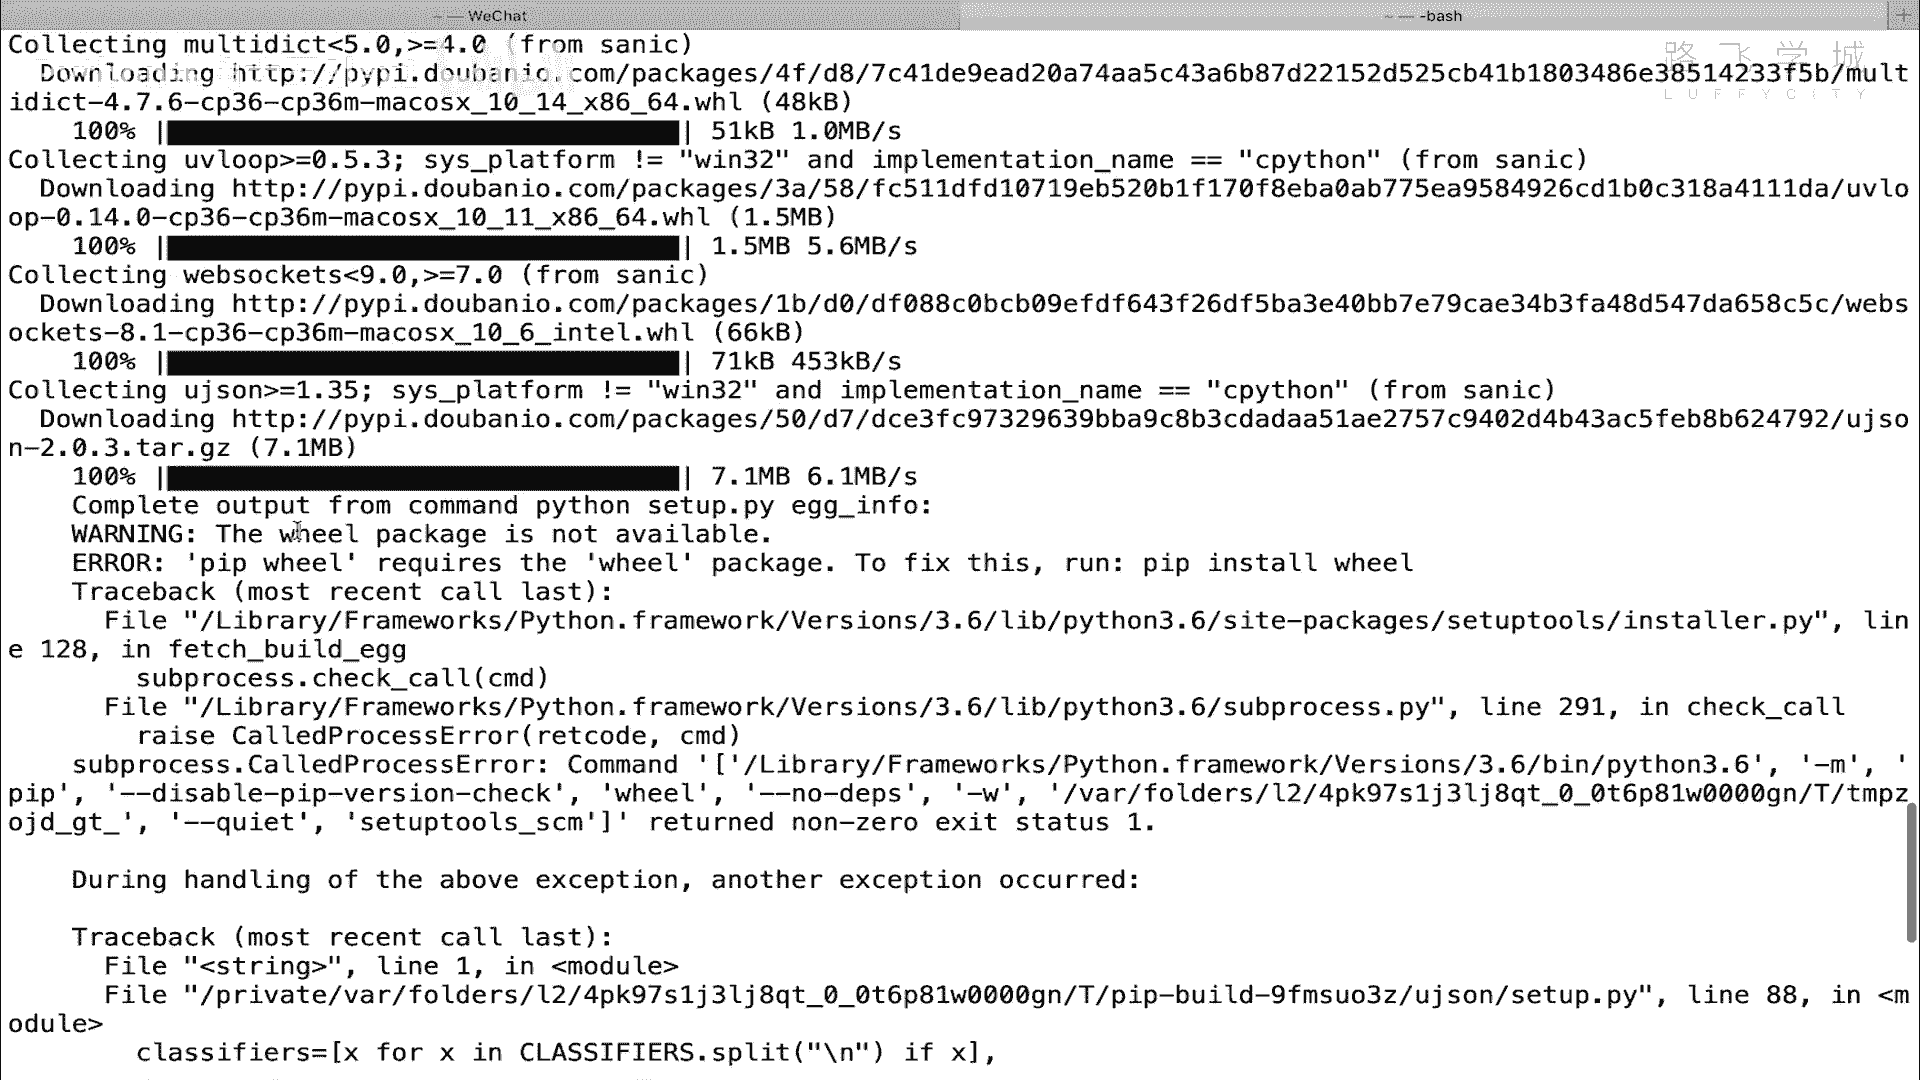 ~ — WeChat
~ — -bash
Collecting multidict<5.0,>=4.0 (from sanic)
路飞学城
LUFFYCITY
Downloading http://pypi.doubanio.com/packages/4f/d8/7c41de9ead20a74aa5c43a6b87d22152d525cb41b1803486e38514233f5b/mult
idict-4.7.6-cp36-cp36m-macosx_10_14_x86_64.whl (48kB)
100% || 51kB 1.0MB/s
Collecting uvloop>=0.5.3; sys_platform != "win32" and implementation_name == "cpython" (from sanic)
Downloading http://pypi.doubanio.com/packages/3a/58/fc511dfd10719eb520b1f170f8eba0ab775ea9584926cd1b0c318a4111da/uvlo
op-0.14.0-cp36-cp36m-macosx_10_11_x86_64.whl (1.5MB)
100% || 1.5MB 5.6MB/s
Collecting websockets<9.0,>=7.0 (from sanic)
Downloading http://pypi.doubanio.com/packages/1b/d0/df088c0bcb09efdf643f26df5ba3e40bb7e79cae34b3fa48d547da658c5c/webs
ockets-8.1-cp36-cp36m-macosx_10_6_intel.whl (66kB)
100% || 71kB 453kB/s
Collecting ujson>=1.35; sys_platform != "win32" and implementation_name == "cpython" (from sanic)
Downloading http://pypi.doubanio.com/packages/50/d7/dce3fc97329639bba9c8b3cdadaa51ae2757c9402d4b43ac5feb8b624792/ujso
n-2.0.3.tar.gz (7.1MB)
100% || 7.1MB 6.1MB/s
Complete output from command python setup.py egg_info:
WARNING: The wheel package is not available.
ERROR: 'pip wheel' requires the 'wheel' package. To fix this, run: pip install wheel
Traceback (most recent call last):
File "/Library/Frameworks/Python.framework/Versions/3.6/lib/python3.6/site-packages/setuptools/installer.py", lin
e 128, in fetch_build_egg
subprocess.check_call(cmd)
File "/Library/Frameworks/Python.framework/Versions/3.6/lib/python3.6/subprocess.py", line 291, in check_call
raise CalledProcessError(retcode, cmd)
subprocess.CalledProcessError: Command '['/Library/Frameworks/Python.framework/Versions/3.6/bin/python3.6', '-m', '
pip', '--disable-pip-version-check', 'wheel', '--no-deps', '-w', '/var/folders/l2/4pk97s1j3lj8qt_0_0t6p81w0000gn/T/tmpz
ojd_gt_', '--quiet', 'setuptools_scm']' returned non-zero exit status 1.
During handling of the above exception, another exception occurred:
Traceback (most recent call last):
File "<string>", line 1, in <module>
File "/private/var/folders/l2/4pk97s1j3lj8qt_0_0t6p81w0000gn/T/pip-build-9fmsuo3z/ujson/setup.py", line 88, in <m
odule>
classifiers=[x for x in CLASSIFIERS.split("\n") if x],